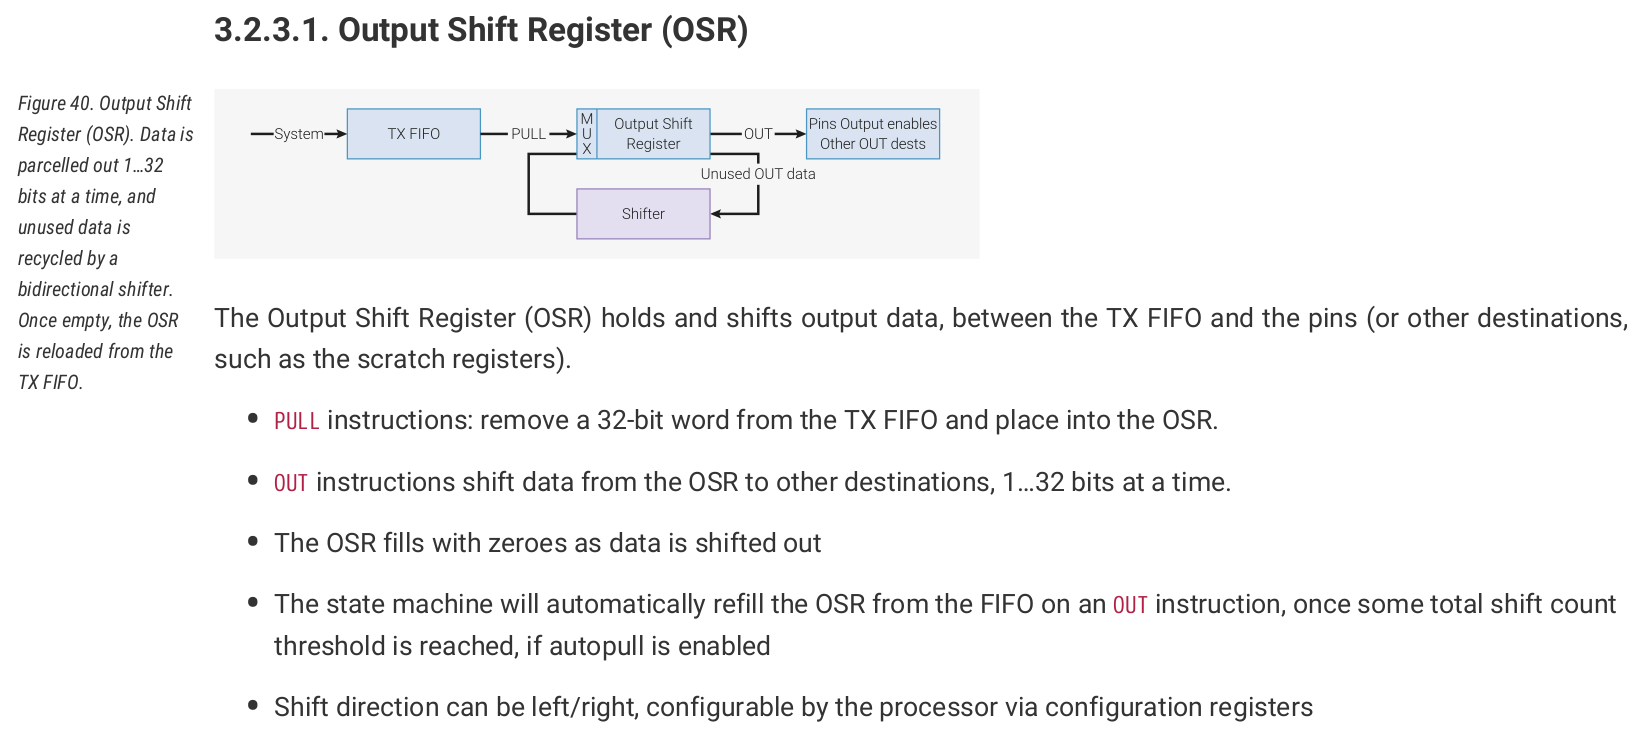 3.2.3.1. Output Shift Register (OSR)
Figure 40. Output Shift
Register (OSR). Data is
parcelled out 1…32
bits at a time, and
unused data is
recycled by a
bidirectional shifter.
Once empty, the OSR
is reloaded from the
TX FIFO.
System
TX FIFO
PULL
MUX
Output Shift
Register
OUT
Pins Output enables
Other OUT dests
Unused OUT data
Shifter
The Output Shift Register (OSR) holds and shifts output data, between the TX FIFO and the pins (or other destinations,
such as the scratch registers).
• PULL instructions: remove a 32-bit word from the TX FIFO and place into the OSR.
• OUT instructions shift data from the OSR to other destinations, 1…32 bits at a time.
• The OSR fills with zeroes as data is shifted out
• The state machine will automatically refill the OSR from the FIFO on an OUT instruction, once some total shift count
threshold is reached, if autopull is enabled
• Shift direction can be left/right, configurable by the processor via configuration registers